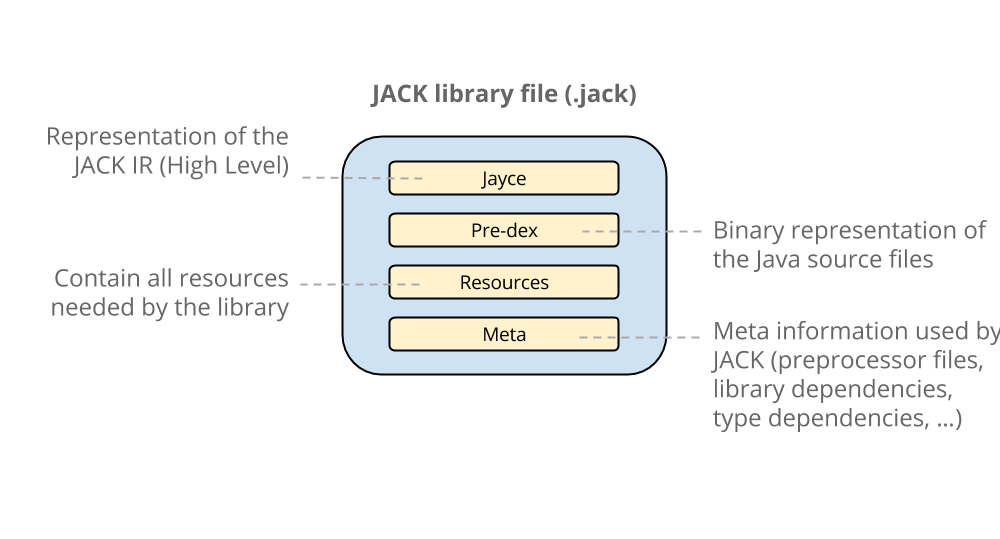 JACK library file (.jack)
Representation of the
JACK IR (High Level)
Jayce
Pre-dex
Binary representation of
the Java source files
Contain all resources
needed by the library
Resources
Meta
Meta information used by
JACK (preprocessor files,
library dependencies,
type dependencies, ...)